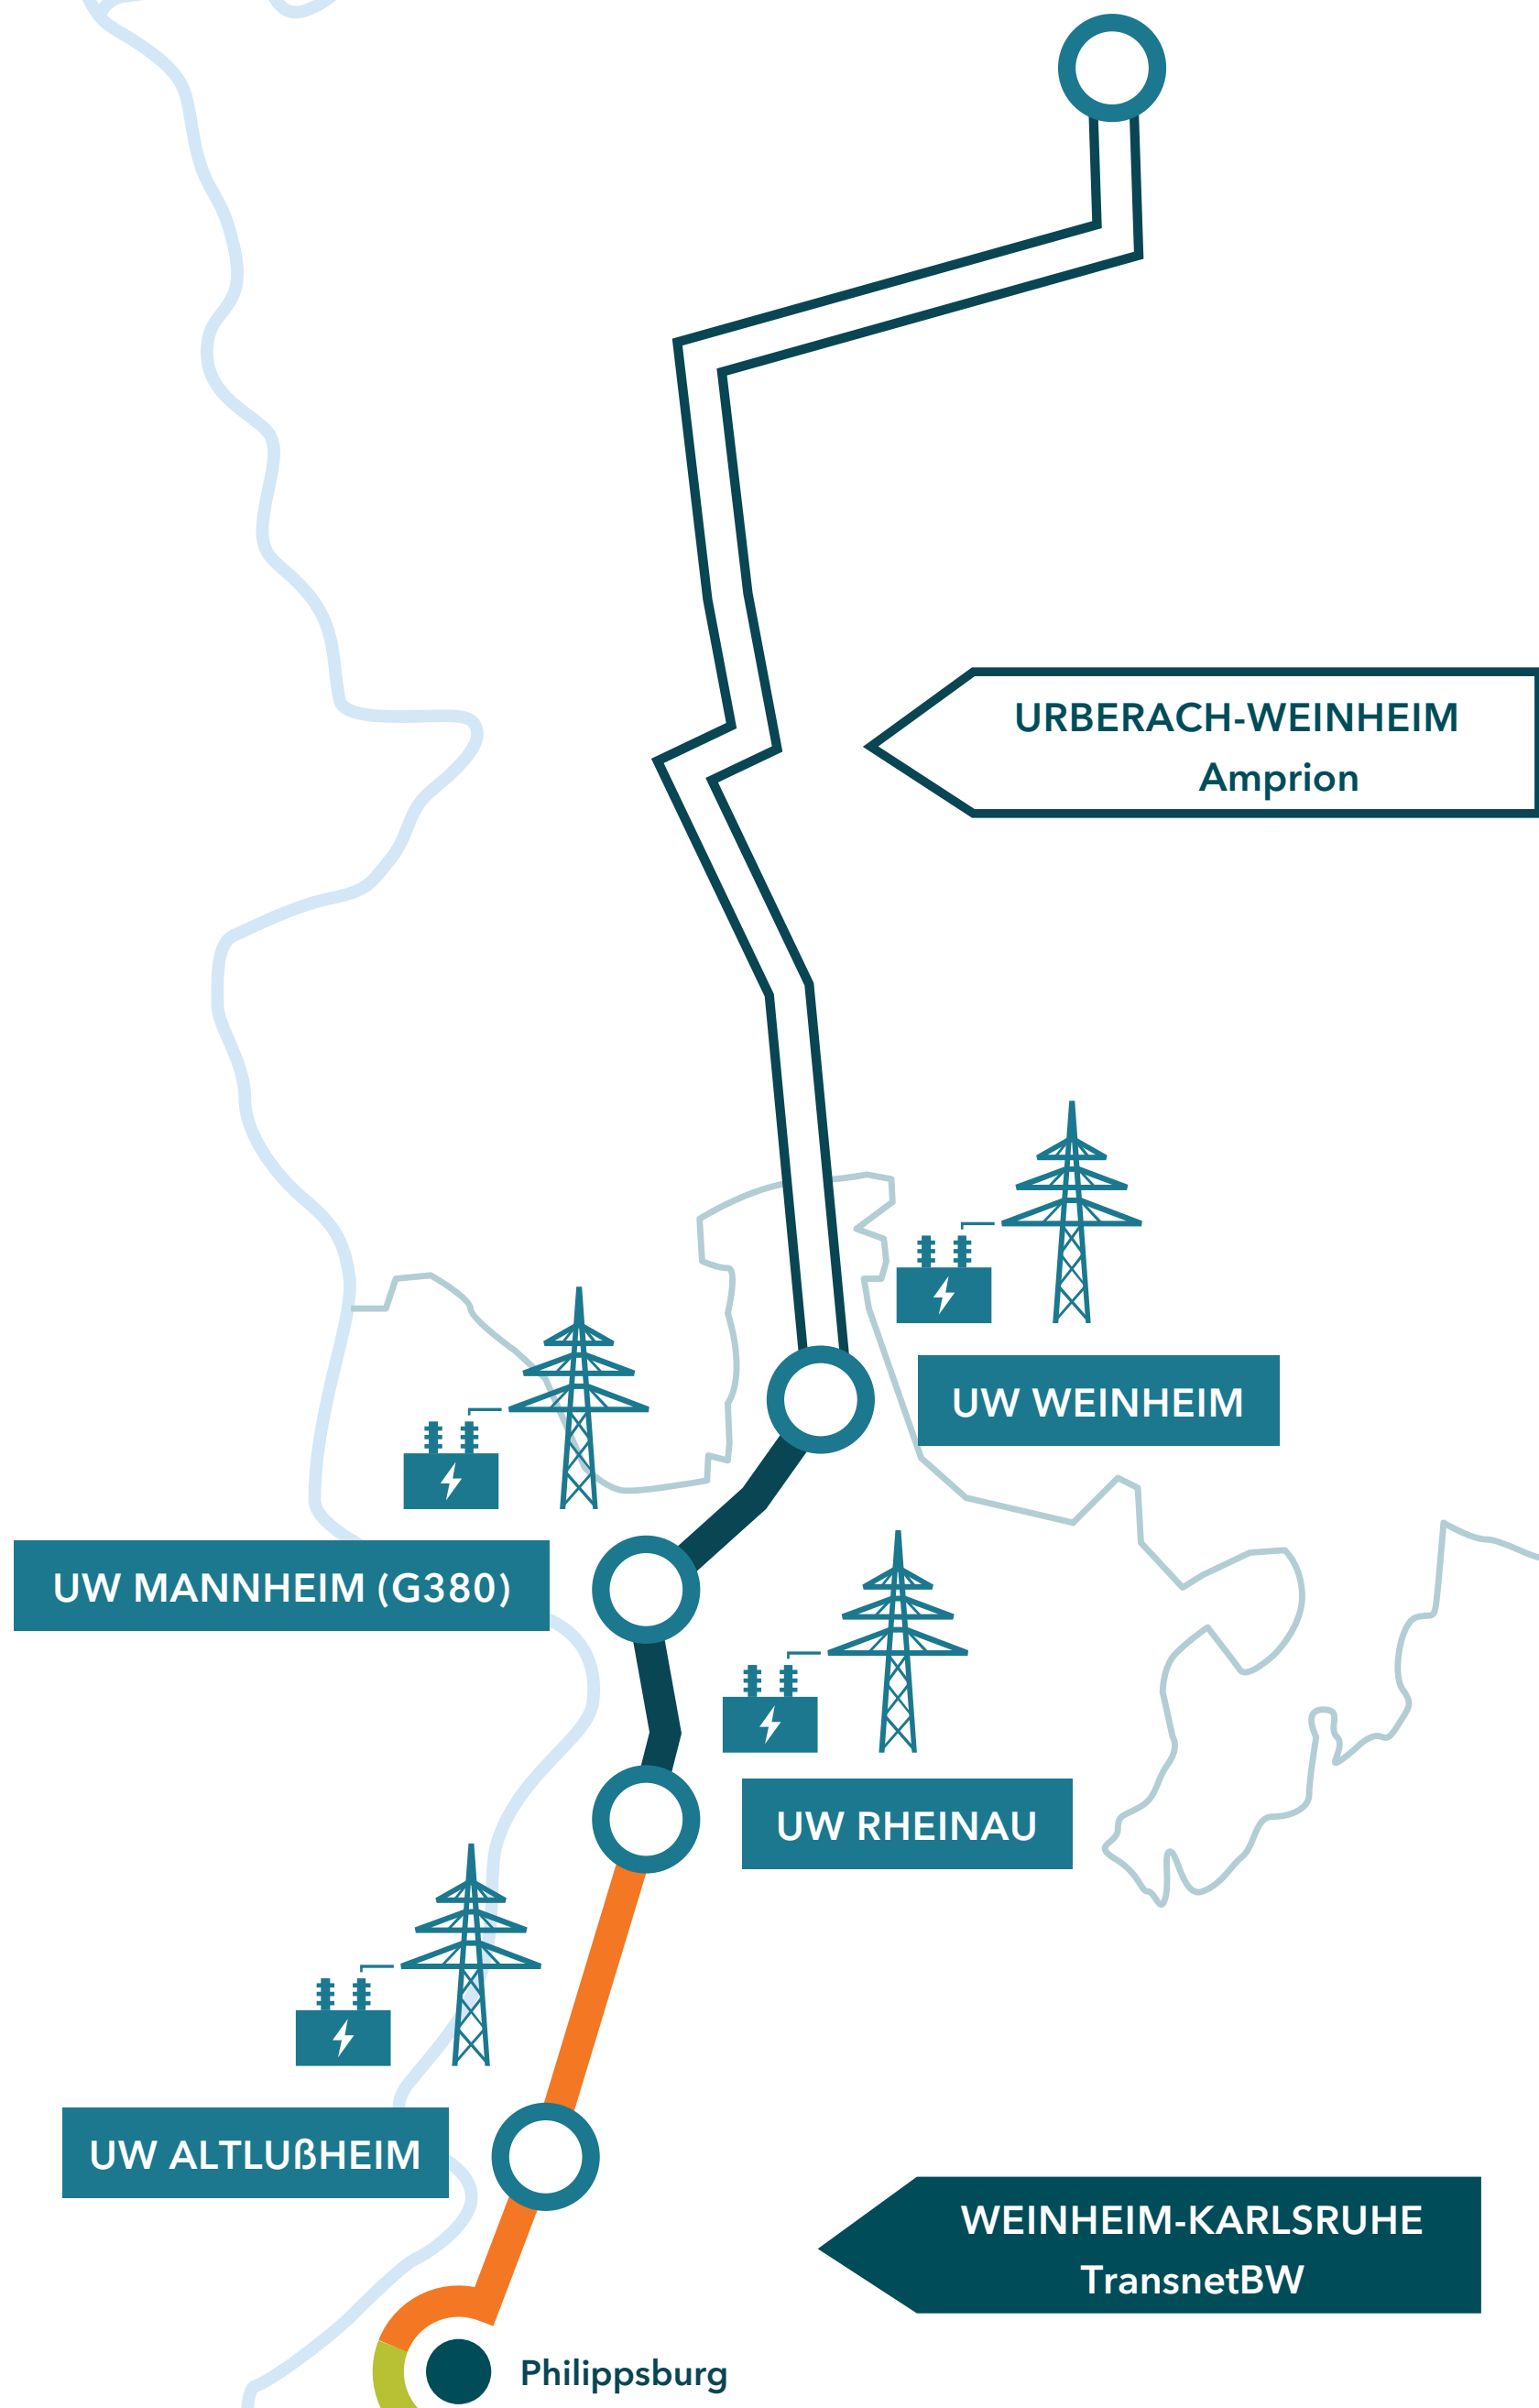 URBERACH-WEINHEIM
Amprion
UW WEINHEIM
UW MANNHEIM (G380)
UW RHEINAU
UW ALTLUßHEIM
WEINHEIM-KARLSRUHE
TransnetBW
Philippsburg